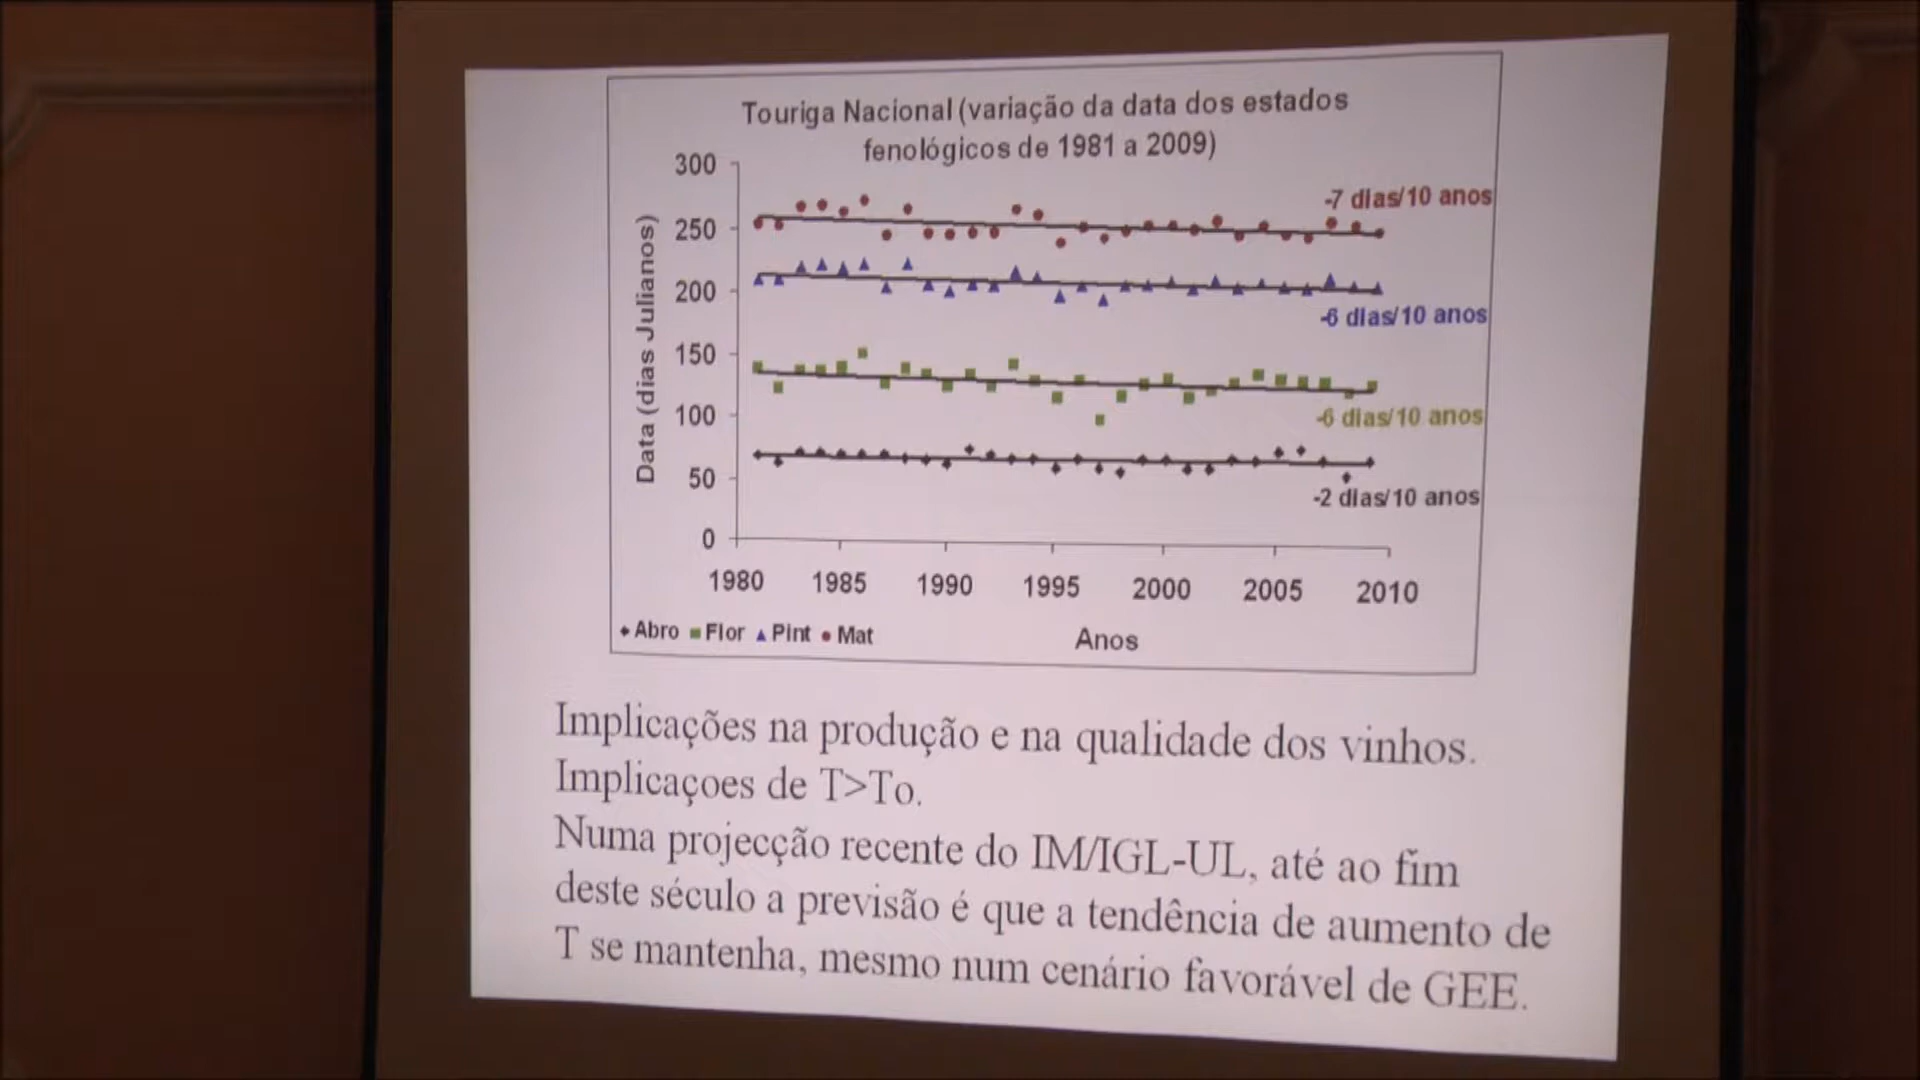 Touriga Nacional (variação da data dos estados
fenológicos de 1981 a 2009)
300
250
200
150
100
50
0
Data (dias Julianos)
-7 dias/10 anos
-6 dias/10 anos
-6 dias/10 anos
-2 dias/10 anos
1980 1985 1990 1995 2000 2005 2010
Abro Flor Pint Mat
Anos
Implicações na produção e na qualidade dos vinhos.
Implicaçoes de T>To.
Numa projecção recente do IM/IGL-UL, até ao fim
deste século a previsão é que a tendência de aumento de
T se mantenha, mesmo num cenário favorável de GEE.